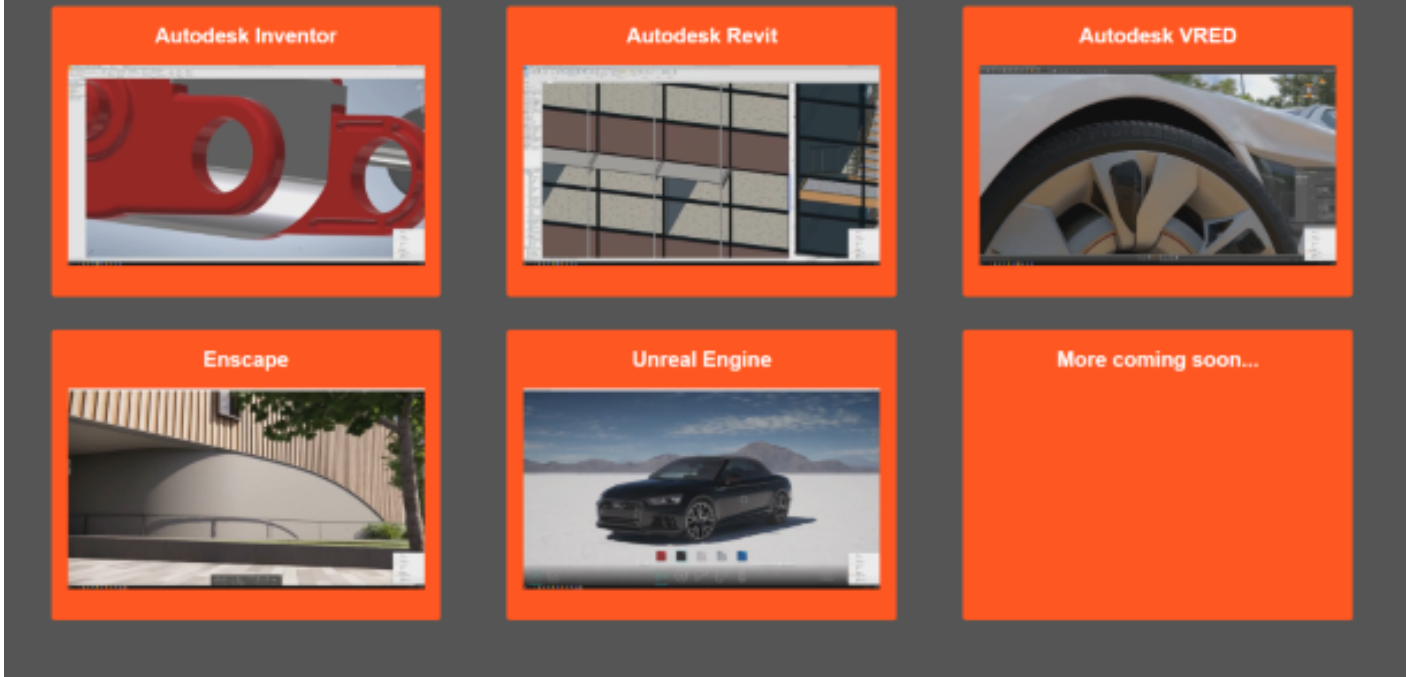 Autodesk Inventor
Autodesk Revit
Autodesk VRED
Enscape
Unreal Engine
More coming soon...